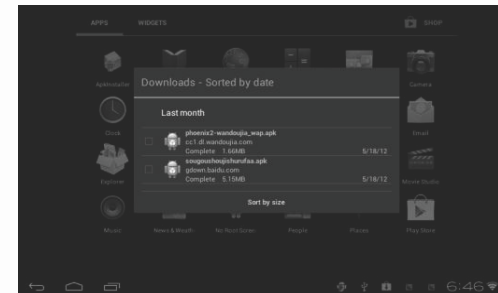 APPS WIDGETS SHOP
Downloads - Sorted by date
Last month
phoenix2-wandoujia_wap.apk
cc1.dl.wandoujia.com
Complete 1.66MB 5/18/12
sougoushoujishurufaa.apk
gdown.baidu.com
Complete 5.15MB 5/18/12
Sort by size
ApkInstaller Camera
Clock Email
Explorer Movie Studio
Music News & Weather People Places Play Store
6:46